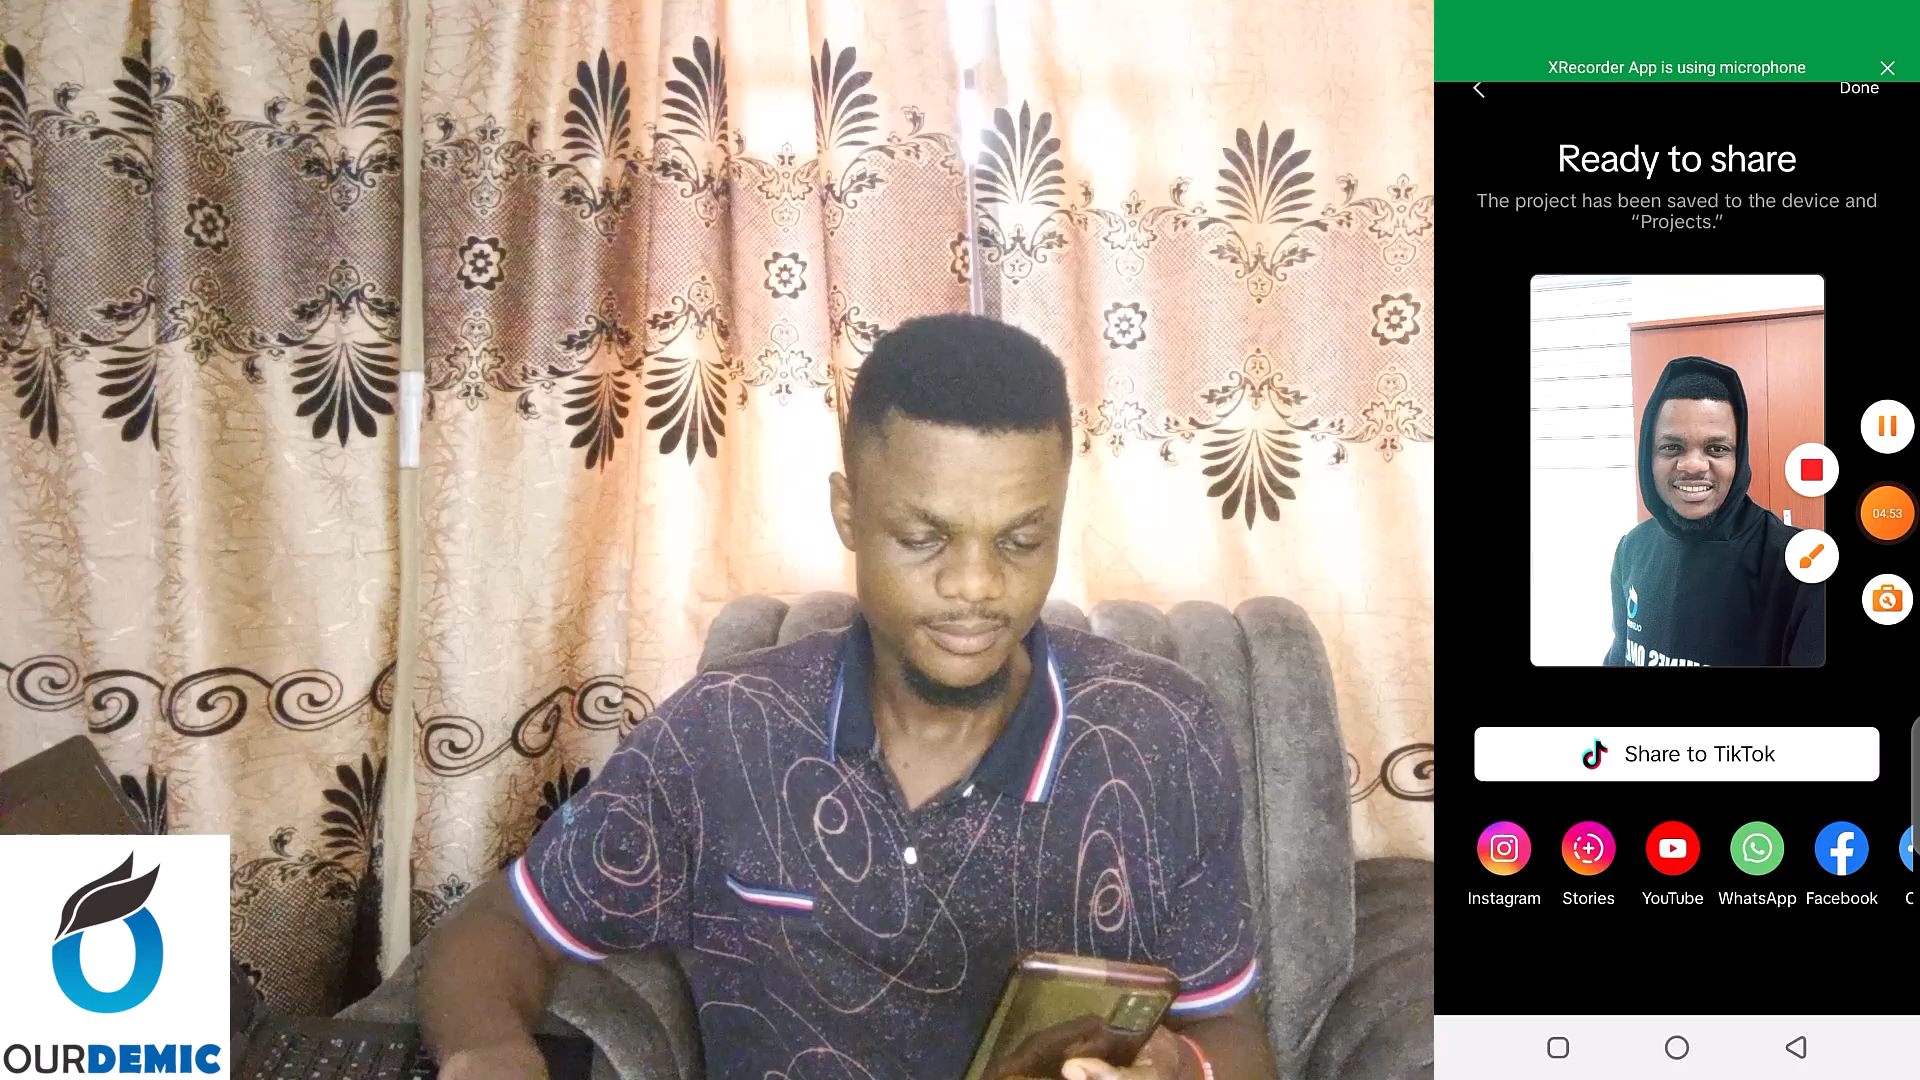 XRecorder App is using microphone
Done
Ready to share
The project has been saved to the device and
“Projects.”
04:53
Share to TikTok
Instagram Stories YouTube WhatsApp Facebook
OURDEMIC